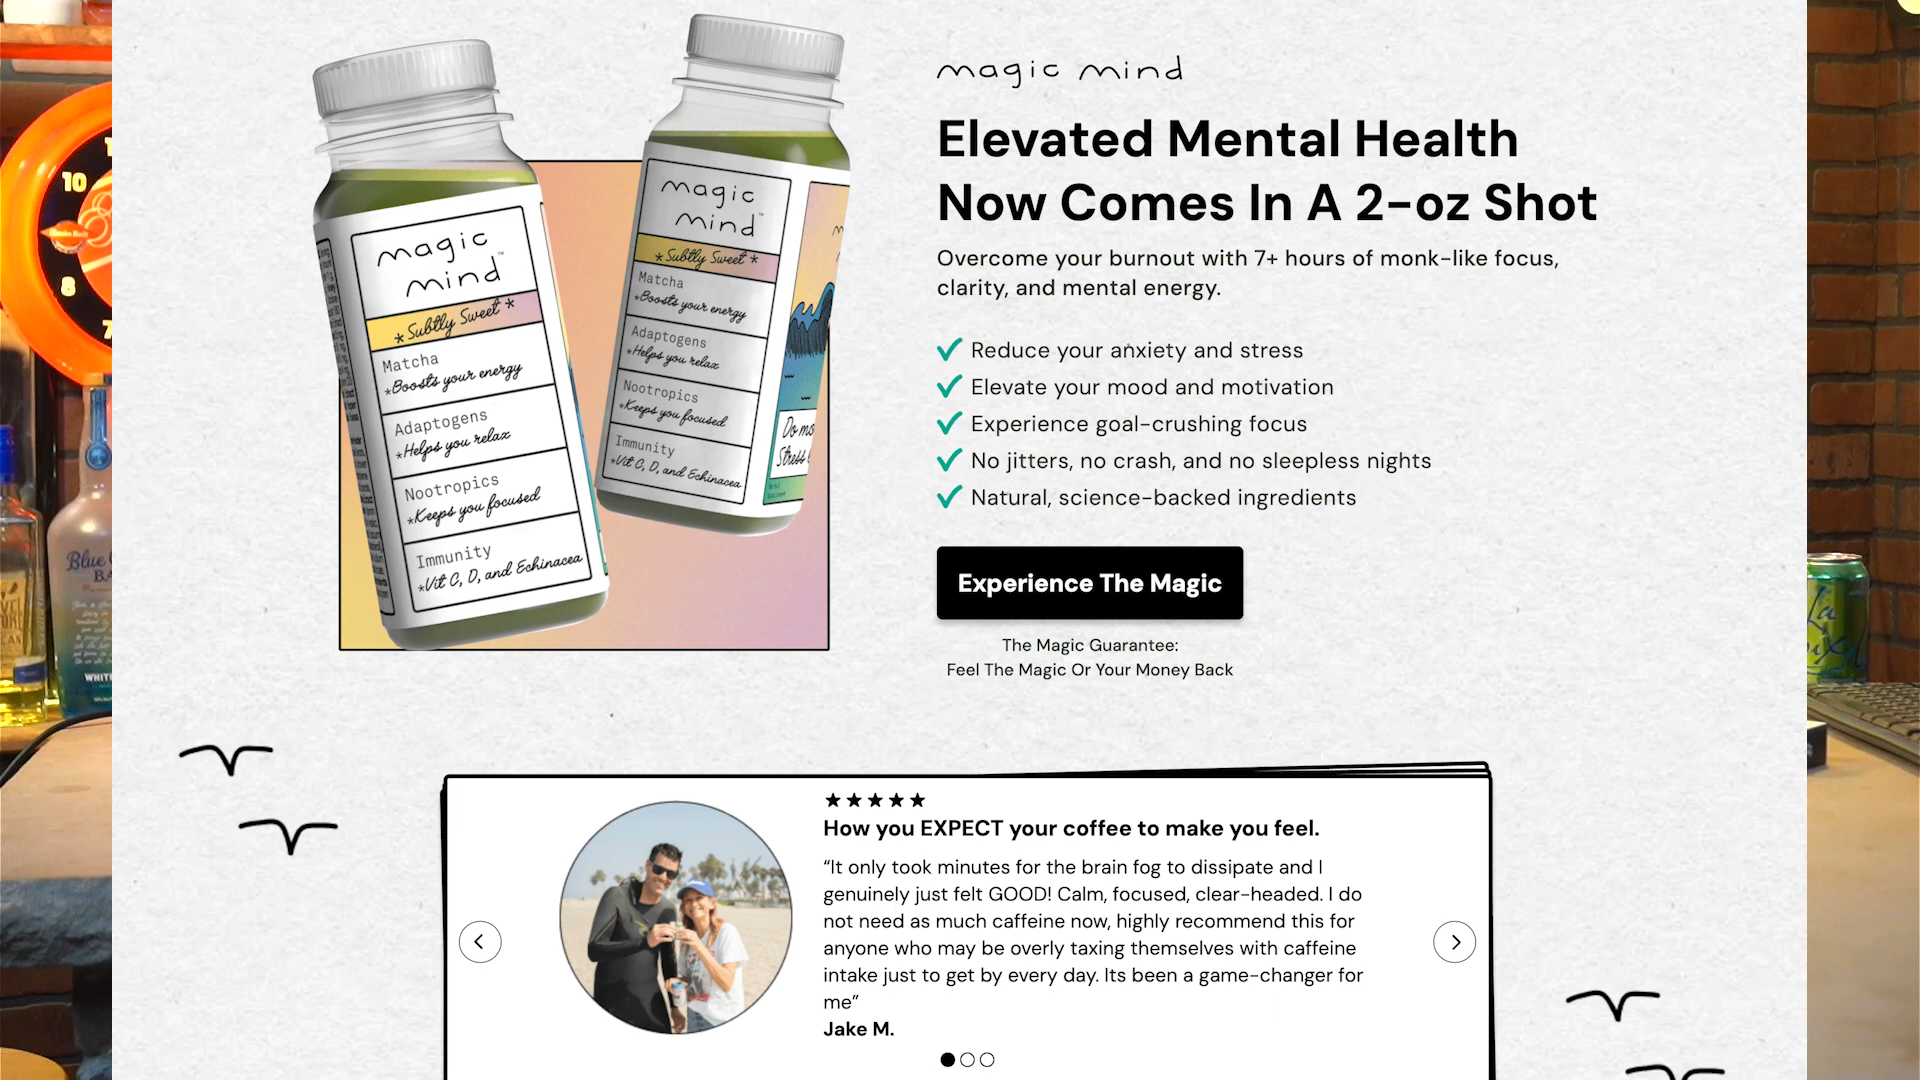 magic mind
Elevated Mental Health
Now Comes In A 2-oz Shot
Overcome your burnout with 7+ hours of monk-like focus,
clarity, and mental energy.
Reduce your anxiety and stress
Elevate your mood and motivation
Experience goal-crushing focus
No jitters, no crash, and no sleepless nights
Natural, science-backed ingredients
Experience The Magic
The Magic Guarantee:
Feel The Magic Or Your Money Back
magic
mind
*Subtly Sweet*
Matcha
*Boosts your energy
Adaptogens
*Helps you relax
Nootropics
*Keeps you focused
Immunity
*Vit C, D, and Echinacea
magic
mind™
*Subtly Sweet*
Matcha
*Boosts your energy
Adaptogens
*Helps you relax
Nootropics
*Keeps you focused
Immunity
*Vit C, D, and Echinacea
Do
Stress
10
8
7
Blue
WHIT
La
How you EXPECT your coffee to make you feel.
“It only took minutes for the brain fog to dissipate and I
genuinely just felt GOOD! Calm, focused, clear-headed. I do
not need as much caffeine now, highly recommend this for
anyone who may be overly taxing themselves with caffeine
intake just to get by every day. Its been a game-changer for
me”
Jake M.